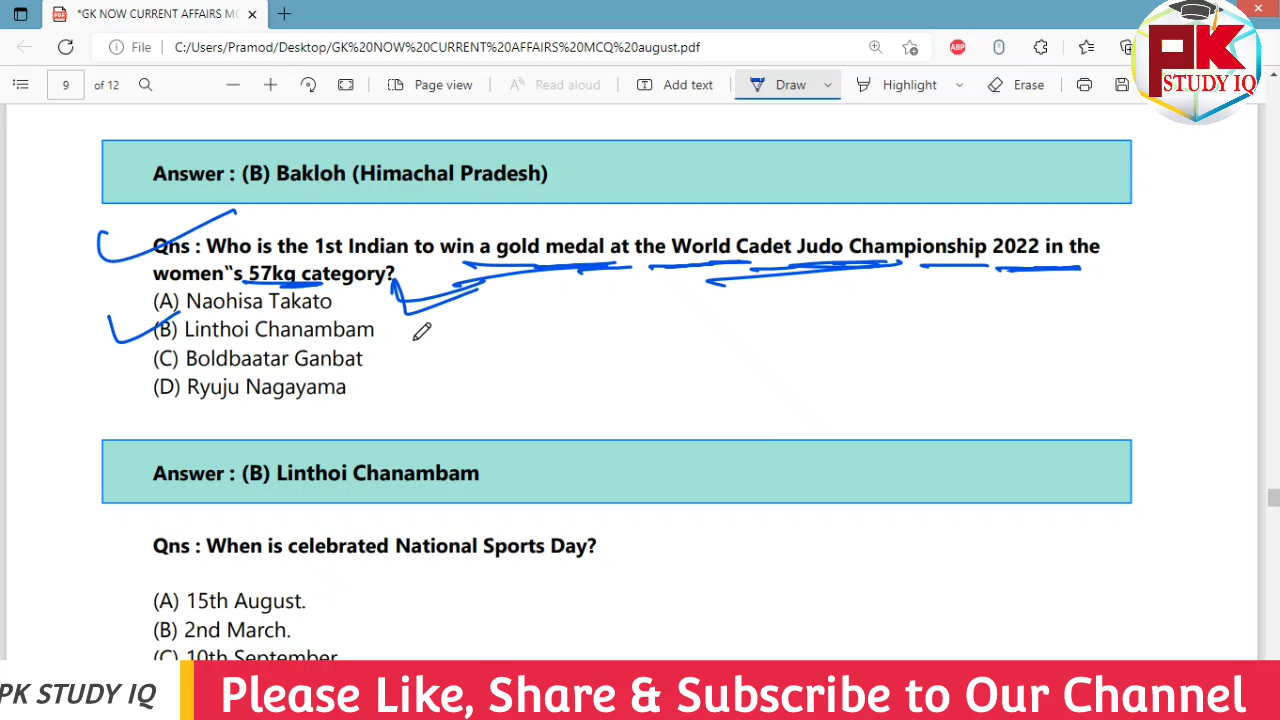 *GK NOW CURRENT AFFAIRS MC
File C:/Users/Pramod/Desktop/GK%20NOW%20CURRENT%20AFFAIRS%20MCQ%20august.pdf
ABP
9 of 12 Page view Read aloud Add text Draw Highlight Erase
PK
STUDY IQ
Answer : (B) Bakloh (Himachal Pradesh)
Qns : Who is the 1st Indian to win a gold medal at the World Cadet Judo Championship 2022 in the
women‟s 57kg category?
(A) Naohisa Takato
(B) Linthoi Chanambam
(C) Boldbaatar Ganbat
(D) Ryuju Nagayama
Answer : (B) Linthoi Chanambam
Qns : When is celebrated National Sports Day?
(A) 15th August.
(B) 2nd March.
(C) 10th September
PK STUDY IQ Please Like, Share & Subscribe to Our Channel